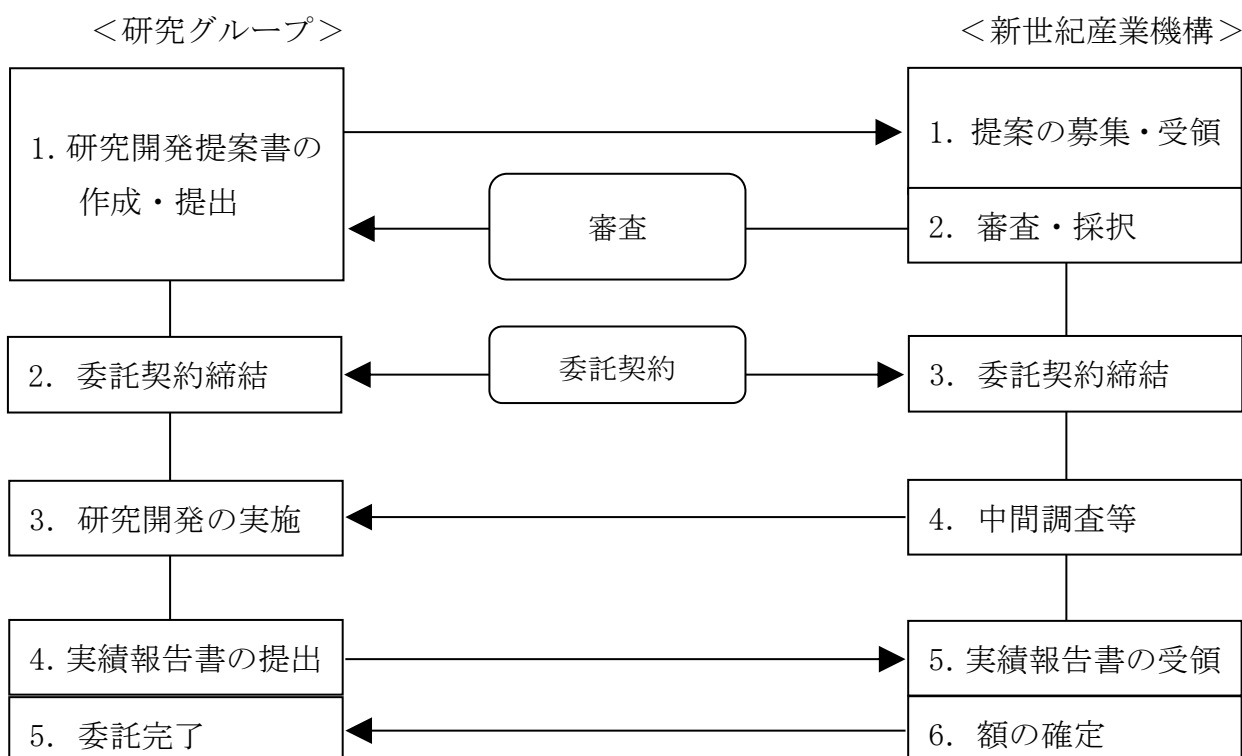 ＜研究グループ＞
＜新世紀産業機構＞
1. 研究開発提案書の
作成・提出
1. 提案の募集・受領
審査
2. 審査・採択
2. 委託契約締結
委託契約
3. 委託契約締結
3. 研究開発の実施
4. 中間調査等
4. 実績報告書の提出
5. 実績報告書の受領
5. 委託完了
6. 額の確定